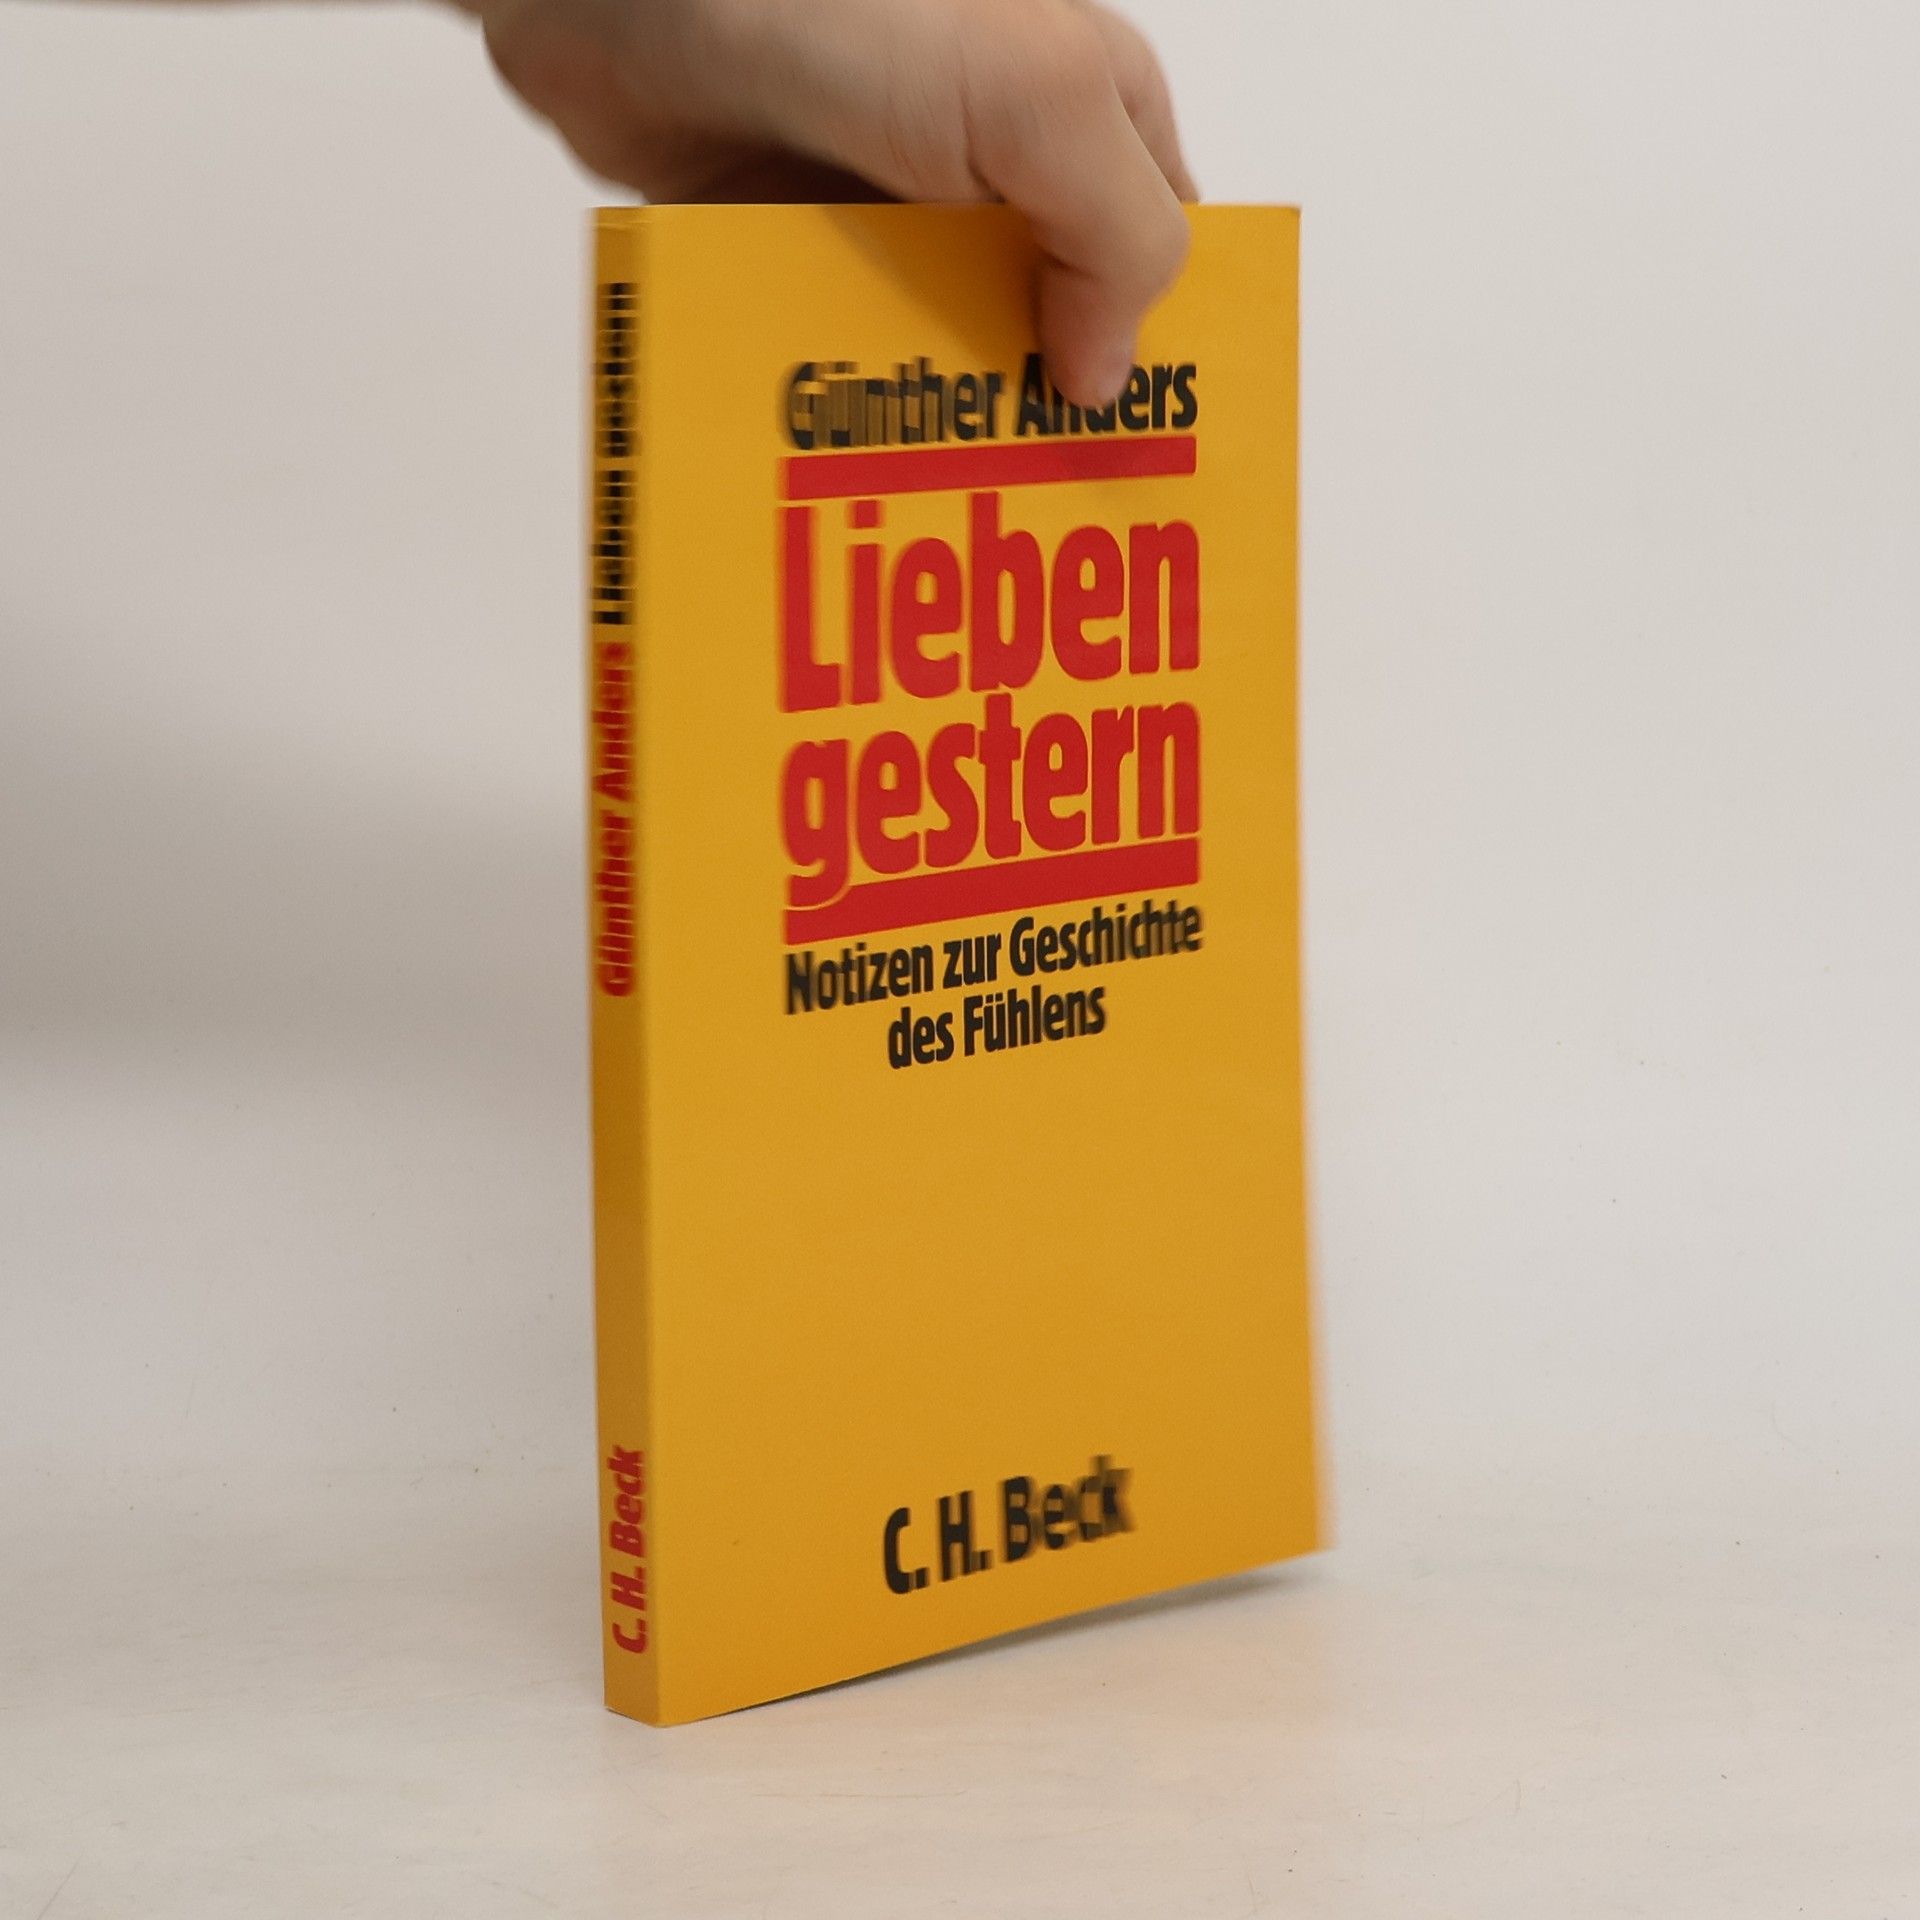 Günther Anders
Lieben
gestern
Notizen zur Geschichte
des Fühlens
C. H. Beck
Günther Anders Lieben gestern
C. H. Beck